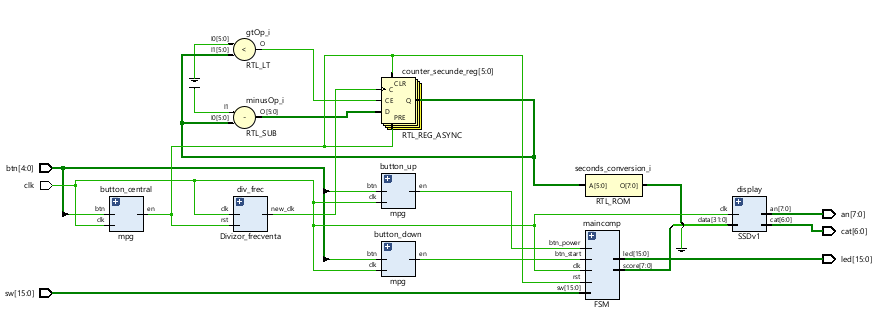 gtOp_i
I0[5:0]
I1[5:0]
O
<
RTL_LT
counter_secunde_reg[5:0]
CLR
C
CE
Q
D
PRE
RTL_REG_ASYNC
minusOp_i
I1
I0[5:0]
O[5:0]
-
RTL_SUB
btn[4:0]
clk
button_central
btn
clk
en
mpg
div_frec
clk
rst
new_clk
Divizor_frecventa
button_up
btn
clk
en
mpg
button_down
btn
clk
en
mpg
seconds_conversion_i
A[5:0]
O[7:0]
RTL_ROM
maincomp
btn_power
btn_start
clk
rst
sw[15:0]
led[15:0]
score[7:0]
FSM
display
clk
data[31:0]
an[7:0]
cat[6:0]
SSDv1
an[7:0]
cat[6:0]
led[15:0]
sw[15:0]